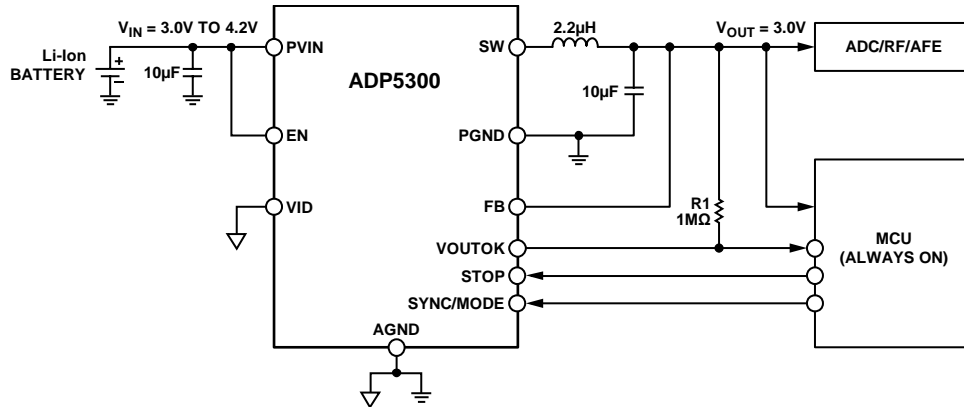 V_IN = 3.0V TO 4.2V
Li-Ion
BATTERY
+
–
10µF
PVIN
EN
VID
ADP5300
SW
PGND
FB
VOUTOK
STOP
SYNC/MODE
AGND
2.2µH
10µF
V_OUT = 3.0V
R1
1MΩ
ADC/RF/AFE
MCU
(ALWAYS ON)